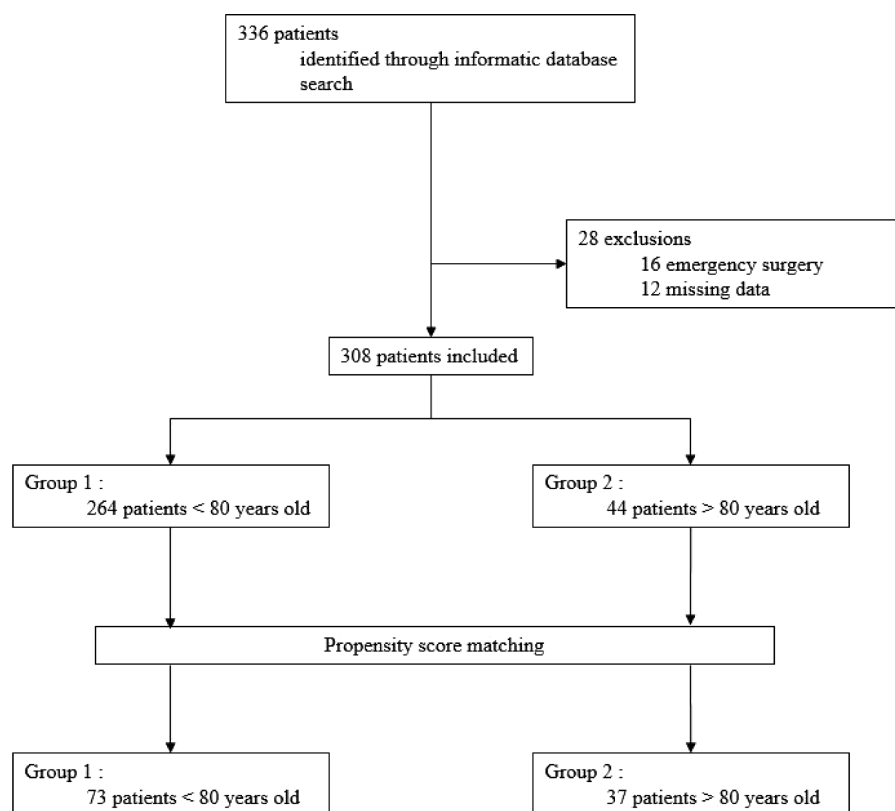 336 patients
identified through informatic database
search
28 exclusions
16 emergency surgery
12 missing data
308 patients included
Group 1 :
264 patients < 80 years old
Group 2 :
44 patients > 80 years old
Propensity score matching
Group 1 :
73 patients < 80 years old
Group 2 :
37 patients > 80 years old